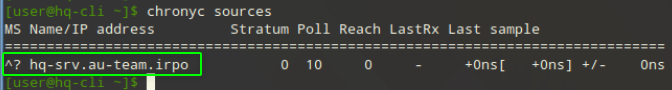 [user@hq-cli ~]$ chronyc sources
MS Name/IP address         Stratum Poll Reach LastRx Last sample
===============================================================================
^? hq-srv.au-team.irpo           0  10     0     -     +0ns[   +0ns] +/-    0ns
[user@hq-cli ~]$